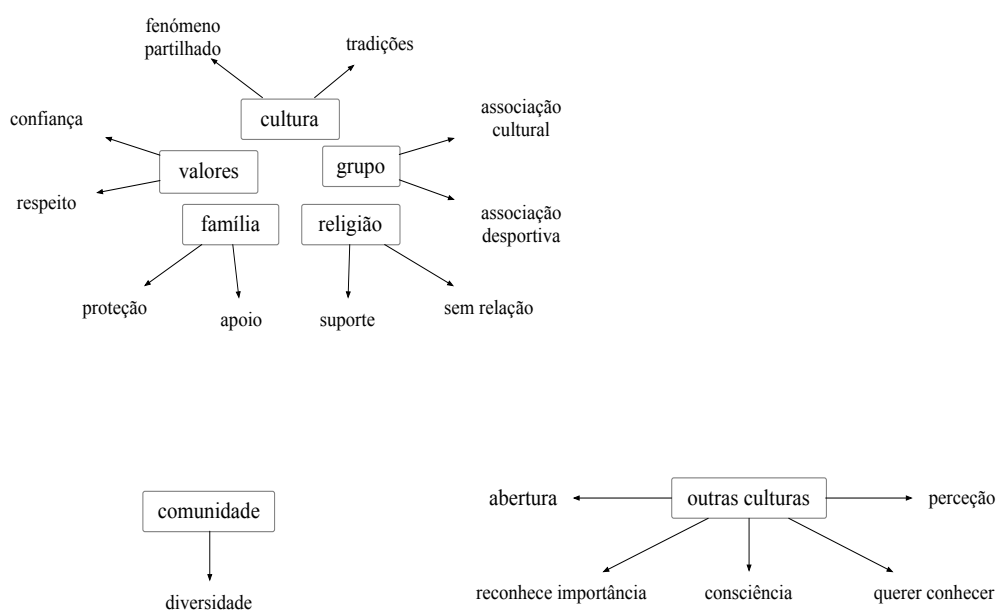 fenómeno
partilhado
tradições
cultura
confiança
associação
cultural
valores
grupo
respeito
associação
desportiva
família
religião
proteção
apoio
suporte
sem relação
comunidade
abertura
outras culturas
perceção
reconhece importância
consciência
querer conhecer
diversidade